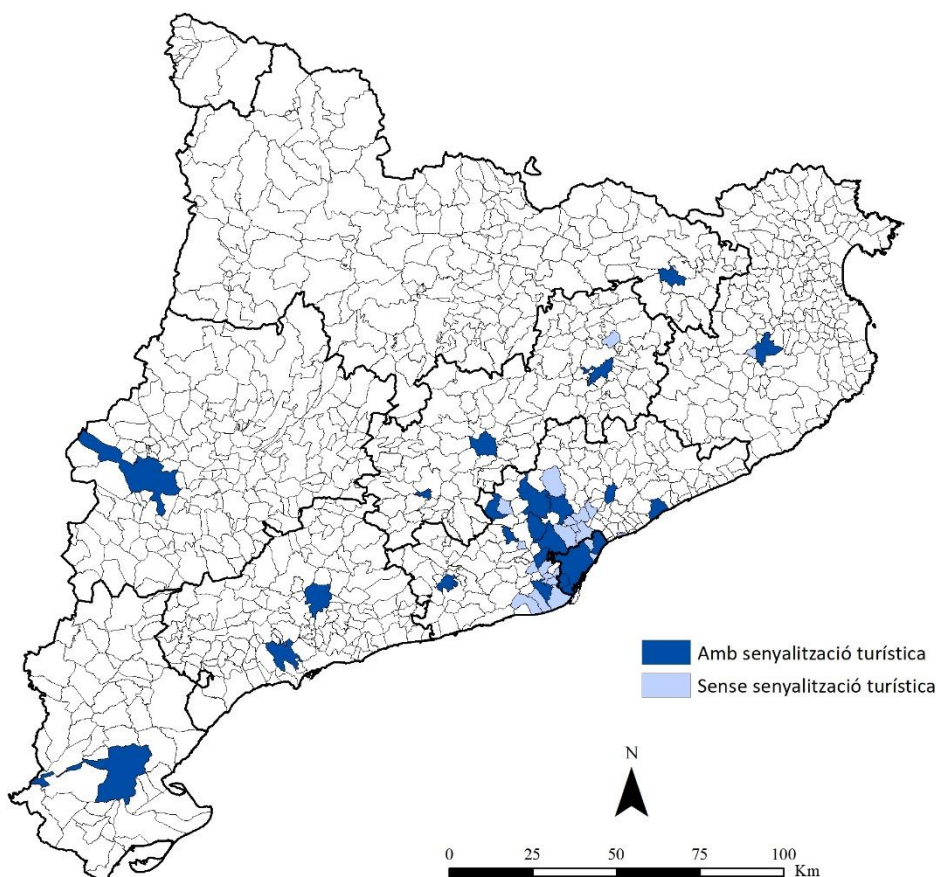 Amb senyalització turística
Sense senyalització turística
N
0 25 50 75 100
Km